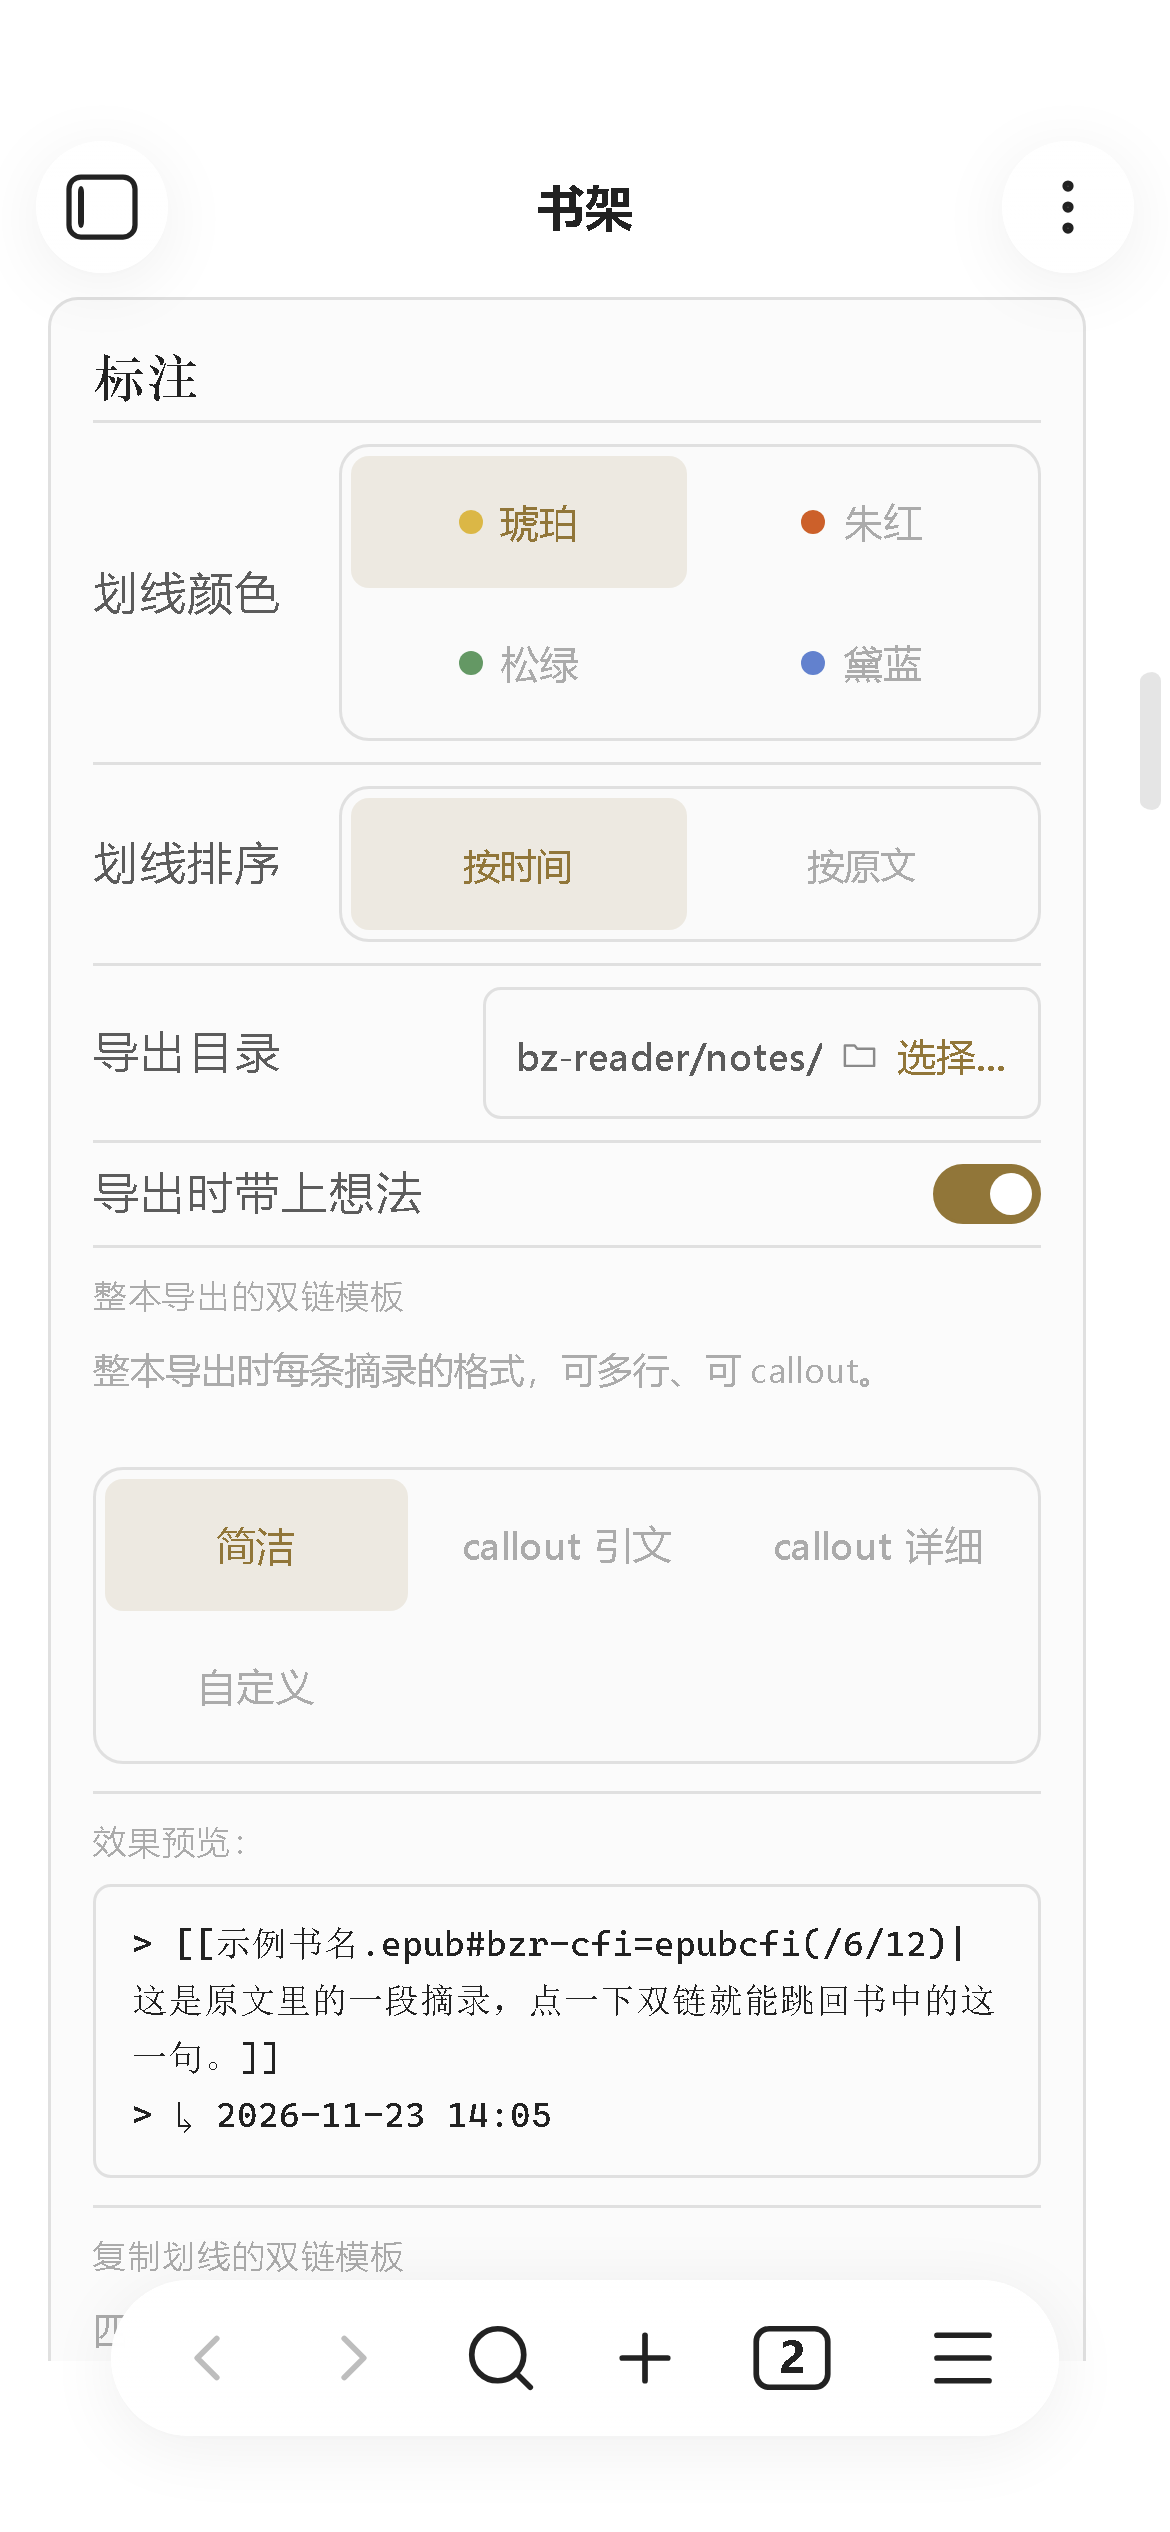 书架
标注
划线颜色
琥珀
朱红
松绿
黛蓝
划线排序
按时间
按原文
导出目录
bz-reader/notes/
选择...
导出时带上想法
整本导出的双链模板
整本导出时每条摘录的格式，可多行、可 callout。
简洁
callout 引文
callout 详细
自定义
效果预览：
> [[示例书名.epub#bzr-cfi=epubcfi(/6/12)|
这是原文里的一段摘录，点一下双链就能跳回书中的这
一句。]]
> ↳ 2026-11-23 14:05
复制划线的双链模板
2